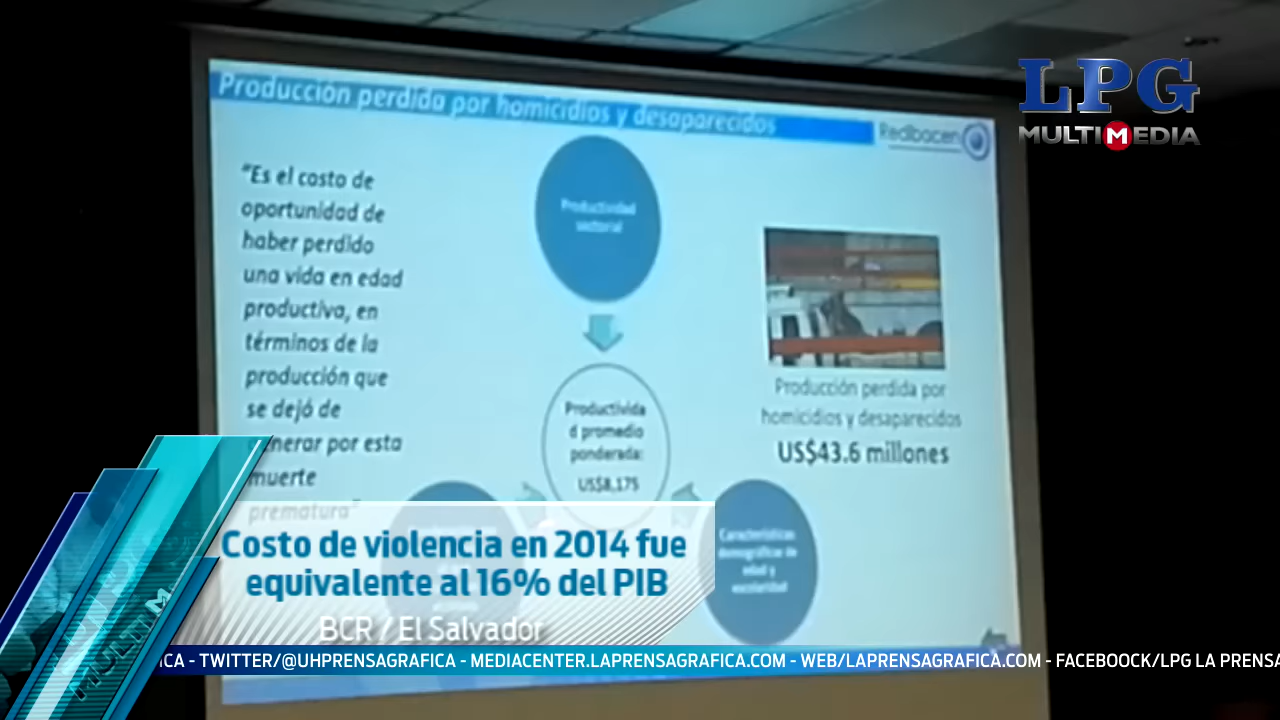 Producción perdida por homicidios y desaparecidos
Redibacen
LPG
MULTIMEDIA
"Es el costo de
oportunidad de
haber perdido
una vida en edad
productiva, en
términos de la
producción que
se dejó de
generar por esta
muerte
prematura"
Productividad
sectorial
Productivida
d promedio
ponderada:
US$8,175
Producción perdida por
homicidios y desaparecidos
US$43.6 millones
Características
demográficas de
edad y
escolaridad
Costo de violencia en 2014 fue
equivalente al 16% del PIB
BCR / El Salvador
ICA - TWITTER/@UHPRENSAGRAFICA - MEDIACENTER.LAPRENSAGRAFICA.COM - WEB/LAPRENSAGRAFICA.COM - FACEBOOCK/LPG LA PRENSA
MULTIM